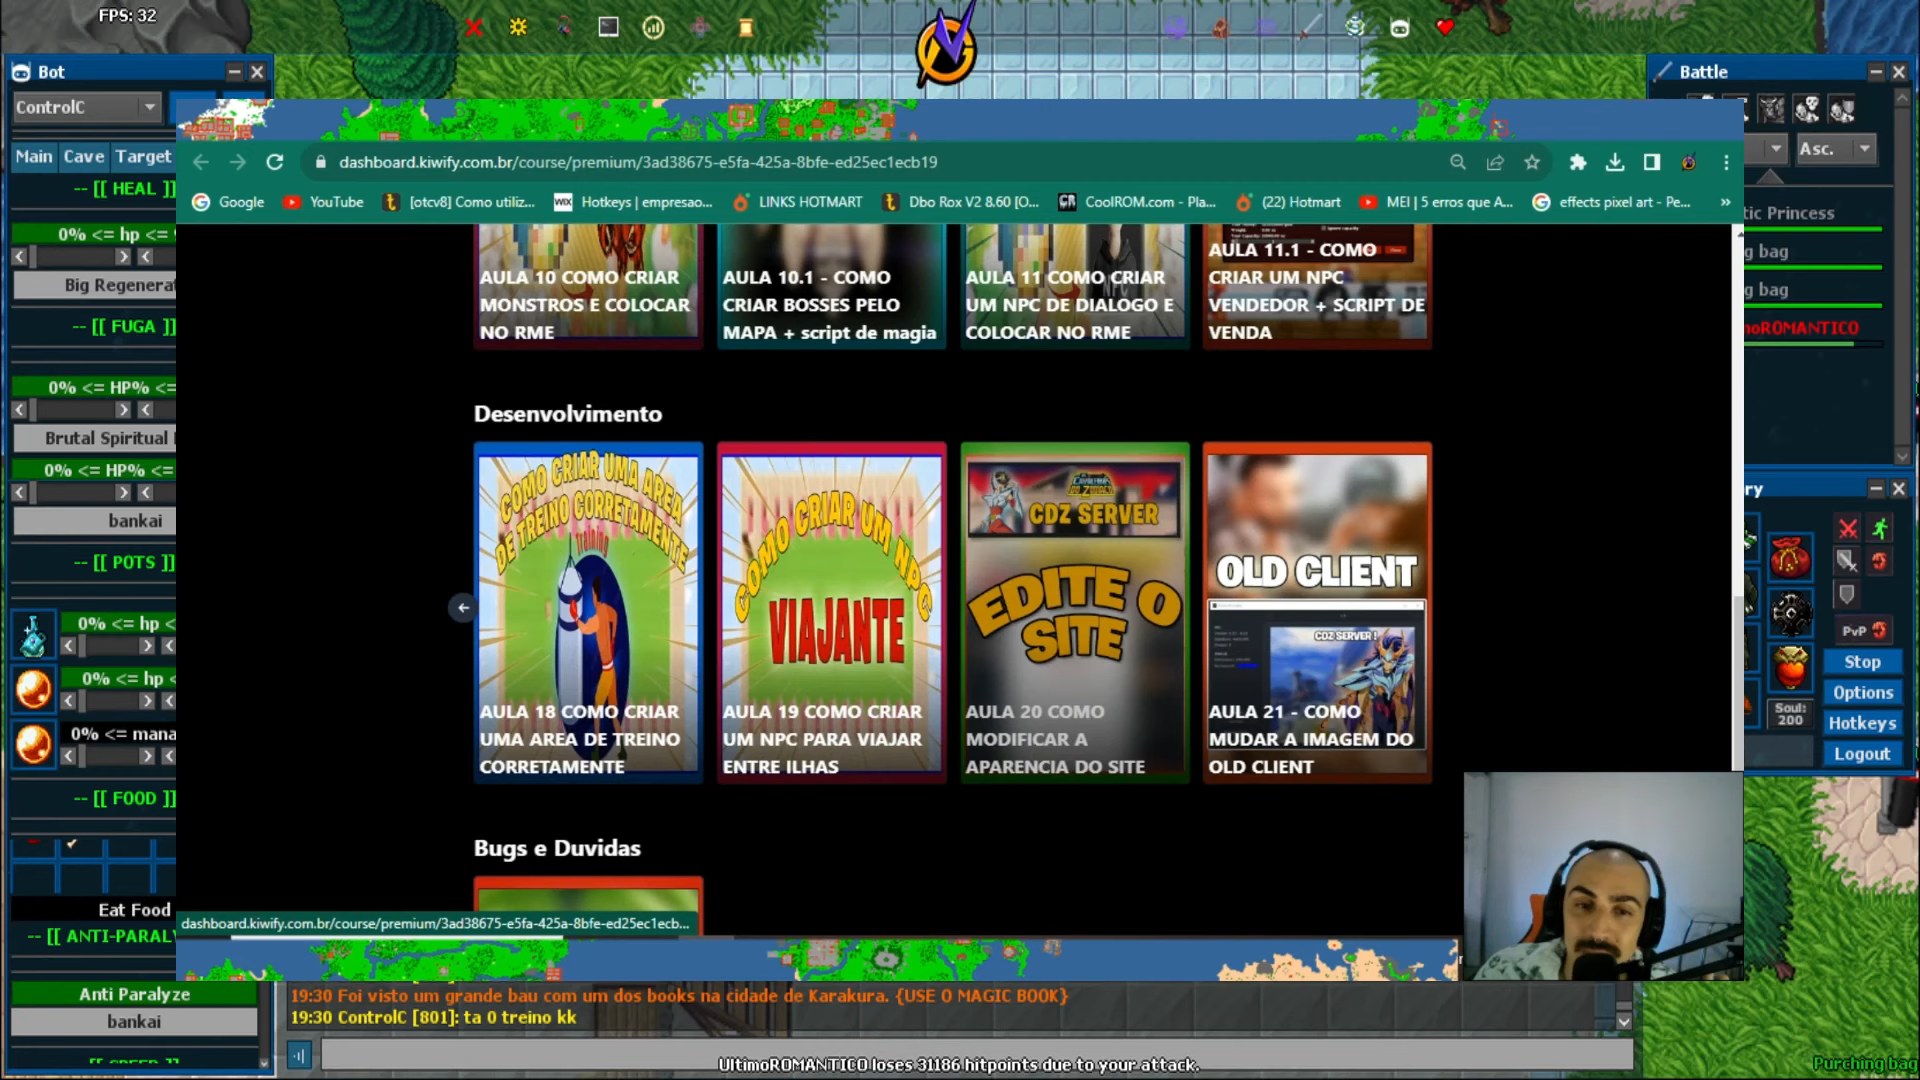 FPS: 32
Bot
Battle
ControlC
Main
Cave
Target
Asc.
dashboard.kiwify.com.br/course/premium/3ad38675-e5fa-425a-8bfe-ed25ec1ecb19
Google
YouTube
[otcv8] Como utiliz...
WIX
Hotkeys | empresao...
LINKS HOTMART
Dbo Rox V2 8.60 [O...
CoolROM.com - Pla...
(22) Hotmart
MEI | 5 erros que A...
effects pixel art - Pe...
»
-- [[ HEAL ]]
0% <= hp <=
Big Regenerat
-- [[ FUGA ]]
0% <= HP% <=
Brutal Spiritual
0% <= HP% <=
bankai
-- [[ POTS ]]
0% <= hp <
0% <= hp <
0% <= mana
-- [[ FOOD ]]
Eat Food
-- [[ ANTI-PARALY
Anti Paralyze
bankai
AULA 10 COMO CRIAR
MONSTROS E COLOCAR
NO RME
AULA 10.1 - COMO
CRIAR BOSSES PELO
MAPA + script de magia
AULA 11 COMO CRIAR
UM NPC DE DIALOGO E
COLOCAR NO RME
AULA 11.1 - COMO
CRIAR UM NPC
VENDEDOR + SCRIPT DE
VENDA
Desenvolvimento
COMO CRIAR UMA AREA
DE TREINO CORRETAMENTE
Training
AULA 18 COMO CRIAR
UMA AREA DE TREINO
CORRETAMENTE
COMO CRIAR UM NPC
VIAJANTE
AULA 19 COMO CRIAR
UM NPC PARA VIAJAR
ENTRE ILHAS
CDZ SERVER
EDITE O
SITE
AULA 20 COMO
MODIFICAR A
APARENCIA DO SITE
OLD CLIENT
CDZ SERVER !
AULA 21 - COMO
MUDAR A IMAGEM DO
OLD CLIENT
Bugs e Duvidas
dashboard.kiwify.com.br/course/premium/3ad38675-e5fa-425a-8bfe-ed25ec1ecb...
tic Princess
g bag
g bag
noROMANTICO
ry
PvP
Soul:
200
Stop
Options
Hotkeys
Logout
19:30 Foi visto um grande bau com um dos books na cidade de Karakura. {USE O MAGIC BOOK}
19:30 ControlC [801]: ta 0 treino kk
UltimoROMANTICO loses 31186 hitpoints due to your attack.
Purching bag